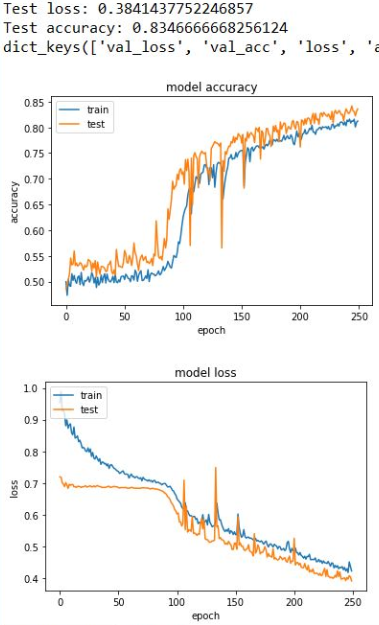 Test loss: 0.3841437752246857
Test accuracy: 0.8346666668256124
dict_keys(['val_loss', 'val_acc', 'loss', 'a
model accuracy
0.85
train
test
0.80
0.75
0.70
accuracy
0.65
0.60
0.55
0.50
0 50 100 150 200 250
epoch
model loss
1.0
train
test
0.9
0.8
0.7
loss
0.6
0.5
0.4
0 50 100 150 200 250
epoch